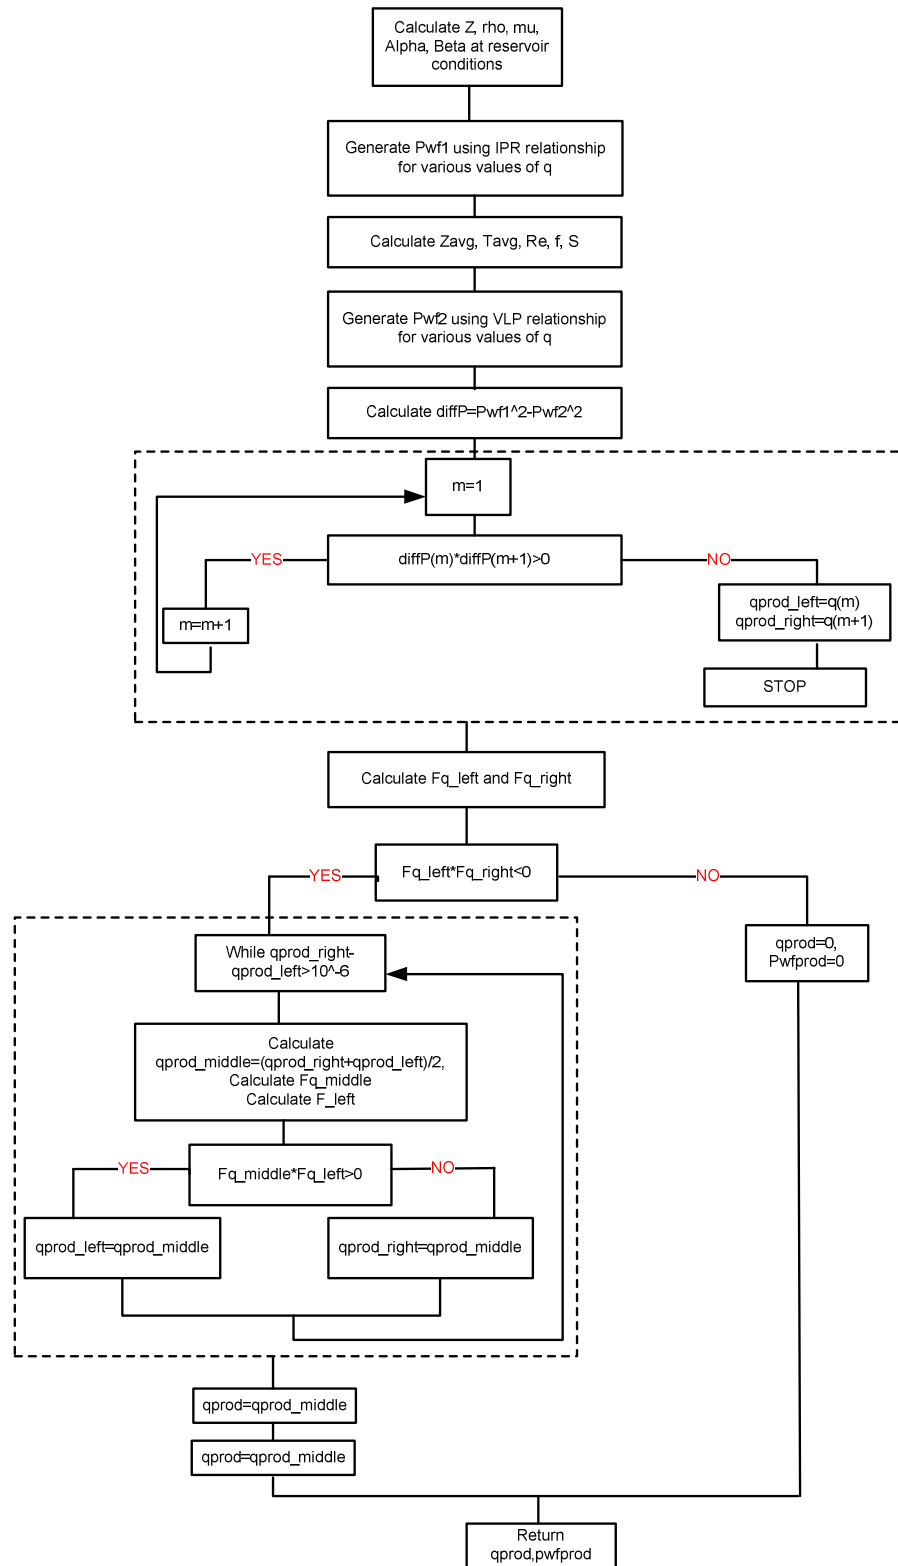 Calculate Z, rho, mu,
Alpha, Beta at reservoir
conditions
Generate Pwf1 using IPR relationship
for various values of q
Calculate Zavg, Tavg, Re, f, S
Generate Pwf2 using VLP relationship
for various values of q
Calculate diffP=Pwf1^2-Pwf2^2
m=1
diffP(m)*diffP(m+1)>0
YES
NO
m=m+1
qprod_left=q(m)
qprod_right=q(m+1)
STOP
Calculate Fq_left and Fq_right
Fq_left*Fq_right<0
YES
NO
While qprod_right-
qprod_left>10^-6
qprod=0,
Pwfprod=0
Calculate
qprod_middle=(qprod_right+qprod_left)/2,
Calculate Fq_middle
Calculate F_left
Fq_middle*Fq_left>0
YES
NO
qprod_left=qprod_middle
qprod_right=qprod_middle
qprod=qprod_middle
qprod=qprod_middle
Return
qprod,pwfprod